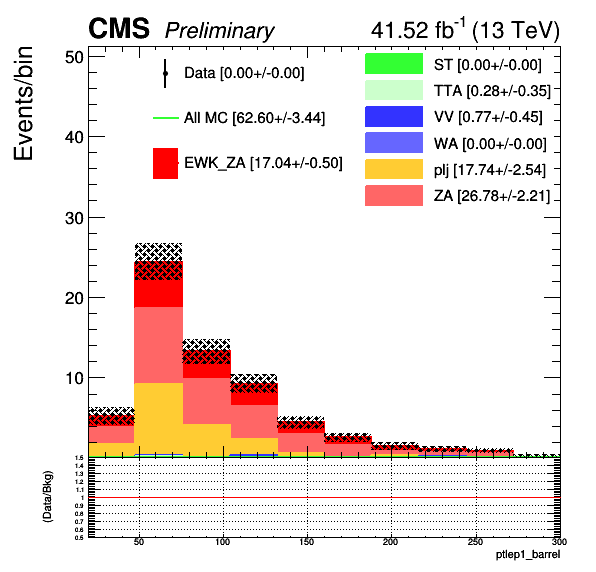 CMS Preliminary 41.52 fb-1 (13 TeV)
Events/bin
50
40
30
20
10
Data [0.00+/-0.00]
All MC [62.60+/-3.44]
EWK_ZA [17.04+/-0.50]
ST [0.00+/-0.00]
TTA [0.28+/-0.35]
VV [0.77+/-0.45]
WA [0.00+/-0.00]
plj [17.74+/-2.54]
ZA [26.78+/-2.21]
(Data/Bkg)
1.5
1.4
1.3
1.2
1.1
1
0.9
0.8
0.7
0.6
0.5
50 100 150 200 250 300
ptlep1_barrel